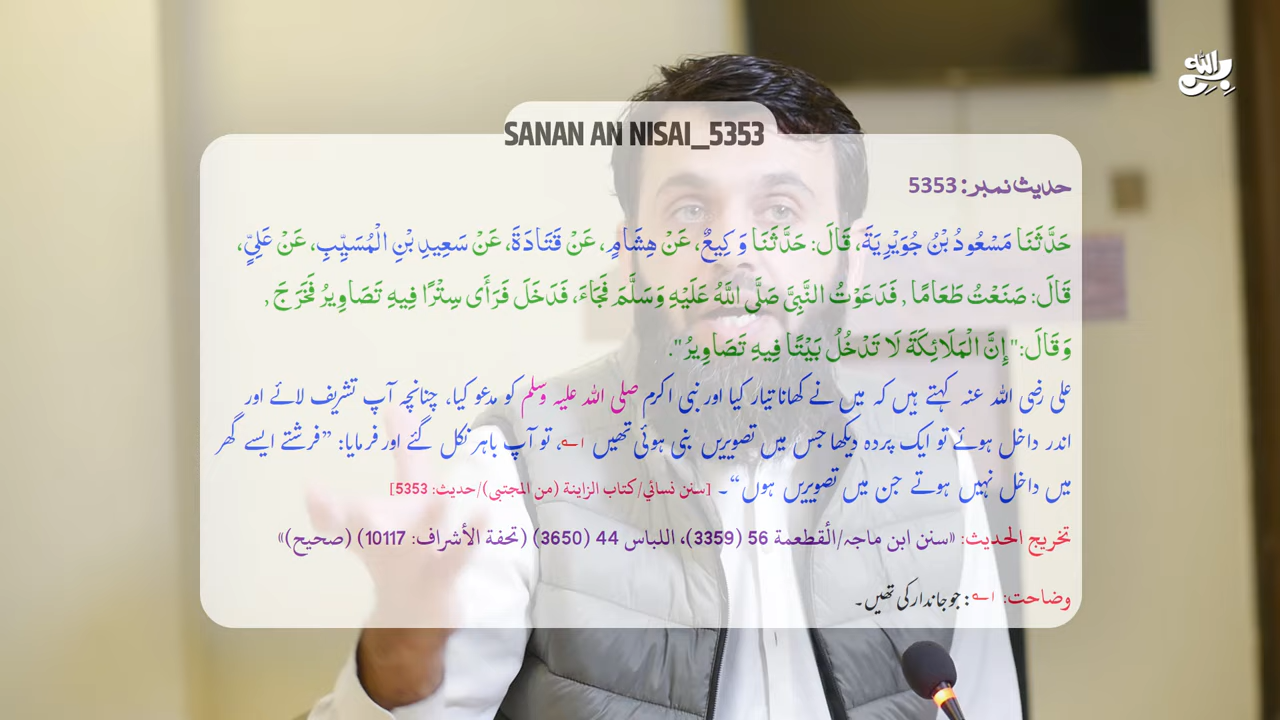 بسم الله
SANAN AN NISAI_5353
حدیث نمبر: 5353
حَدَّثَنَا مَسْعُودُ بْنُ جُوَيْرِيَةَ، قَالَ: حَدَّثَنَا وَكِيعٌ، عَنْ هِشَامٍ، عَنْ قَتَادَةَ، عَنْ سَعِيدِ بْنِ الْمُسَيِّبِ، عَنْ عَلِيٍّ،
قَالَ: صَنَعْتُ طَعَامًا , فَدَعَوْتُ النَّبِيَّ صَلَّى اللَّهُ عَلَيْهِ وَسَلَّمَ فَجَاءَ، فَدَخَلَ فَرَأَى سِتْرًا فِيهِ تَصَاوِيرُ فَخَرَجَ ,
وَقَالَ:" إِنَّ الْمَلَائِكَةَ لَا تَدْخُلُ بَيْتًا فِيهِ تَصَاوِيرُ".
علی رضی اللہ عنہ کہتے ہیں کہ میں نے کھانا تیار کیا اور نبی اکرم صلی اللہ علیہ وسلم کو مدعو کیا، چنانچہ آپ تشریف لائے اور
اندر داخل ہوئے تو ایک پردہ دیکھا جس میں تصویریں بنی ہوئی تھیں ۱؎، تو آپ باہر نکل گئے اور فرمایا: ”فرشتے ایسے گھر
میں داخل نہیں ہوتے جن میں تصویریں ہوں“۔ [سنن نسائي/كتاب الزاينة (من المجتبى)/حدیث: 5353]
تخریج الحدیث: «سنن ابن ماجہ/الٔقطعمة 56 (3359)، اللباس 44 (3650) (تحفة الأشراف: 10117) (صحیح)»
وضاحت: ۱؎: جو جاندار کی تھیں۔